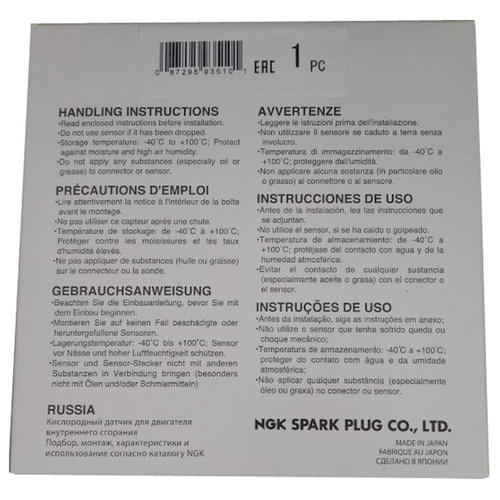 0 87295 93510 1
EAC
1 PC
HANDLING INSTRUCTIONS
•Read enclosed instructions before installation.
•Do not use sensor if it has been dropped.
•Storage temperature: -40˚C to +100˚C; Protect
against moisture and high air humidity.
•Do not apply any substances (especially oil or
grease) to connector or sensor.
PRÉCAUTIONS D'EMPLOI
•Lire attentivement la notice à l'intérieur de la boîte
avant le montage.
•Ne pas utiliser ce capteur après une chute.
•Température de stockage: de -40˚C à +100˚C;
Protéger contre les moisissures et les taux
d'humidité élevés.
•Ne pas appliquer de substances (huile ou graisse)
sur le connecteur ou la sonde.
GEBRAUCHSANWEISUNG
•Beachten Sie die Einbauanleitung, bevor Sie mit
dem Einbau beginnen.
•Montieren Sie auf keinen Fall beschädigte oder
heruntergefallene Sensoren.
•Lagerungstemperatur: -40˚C bis +100˚C; Sensor
vor Nässe und hoher Luftfeuchtigkeit schützen.
•Sensor und Sensor-Stecker nicht mit anderen
Substanzen in Verbindung bringen (besonders
nicht mit Ölen und/oder Schmiermitteln)
RUSSIA
Кислородный датчик для двигателя
внутреннего сгорания
Подбор, монтаж, характеристики и
использование согласно каталогу NGK
AVVERTENZE
•Leggere le istruzioni prima dell'installazione.
•Non utilizzare il sensore se caduto a terra senza
involucro.
•Temperatura di immagazzinamento: da -40˚C a
+100˚C; proteggere dall'umidità.
•Non applicare alcuna sostanza (in particolare olio
o grasso) al connettore o al sensore.
INSTRUCCIONES DE USO
•Antes de la instalación, lea las instrucciones que
se adjuntan.
•No utilice el sensor, si ha caído o golpeado.
•Temperatura de almacenamiento: de -40˚C a
+100˚C; protéjase del contacto con agua y de la
humedad atmosférica.
•Evitar el contacto de cualquier sustancia
(especialmente aceite o grasa) con el conector o
el sensor.
INSTRUÇÕES DE USO
•Antes da instalação, siga as instruções em anexo;
•Não utilize o sensor que tenha sofrido queda ou
choque mecânico;
•Temperatura de armazenamento: -40˚C a +100˚C;
proteger do contato com água e da umidade
atmosférica;
•Não aplicar qualquer substância (especialmente
óleo ou graxa) no conector ou sensor.
NGK SPARK PLUG CO., LTD.
MADE IN JAPAN
FABRIQUE AU JAPON
СДЕЛАНО В ЯПОНИИ